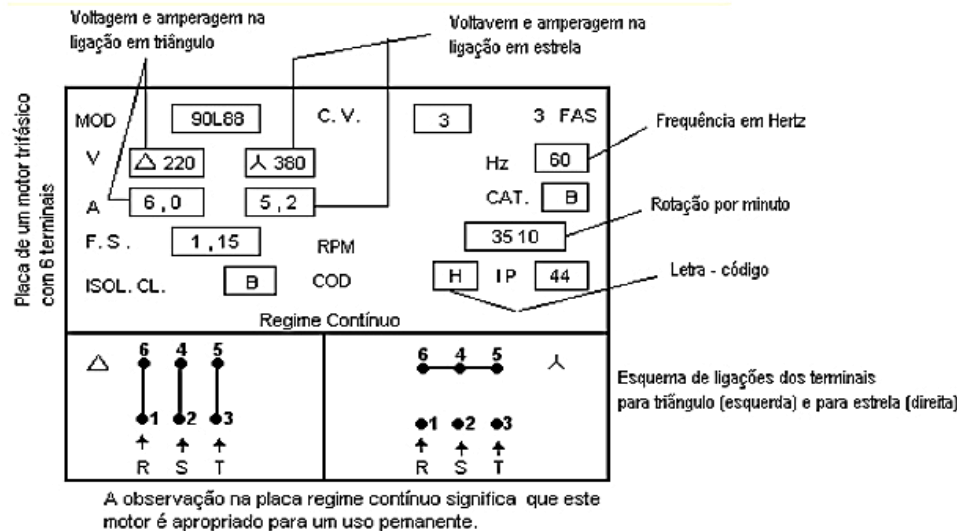 Voltagem e amperagem na
ligação em triângulo
Voltavem e amperagem na
ligação em estrela
Placa de um motor trifásico
com 6 terminais
MOD 90L88 C.V. 3 3 FAS
V △ 220 人 380 Hz 60
A 6,0 5,2 CAT. B
F.S. 1,15 RPM 3510
ISOL. CL. B COD H IP 44
Regime Contínuo
Frequência em Hertz
Rotação por minuto
Letra - código
△ 6 4 5
1 2 3
R S T
6 4 5 人
1 2 3
R S T
Esquema de ligações dos terminais
para triângulo (esquerda) e para estrela (direita)
A observação na placa regime contínuo significa que este
motor é apropriado para um uso pemanente.